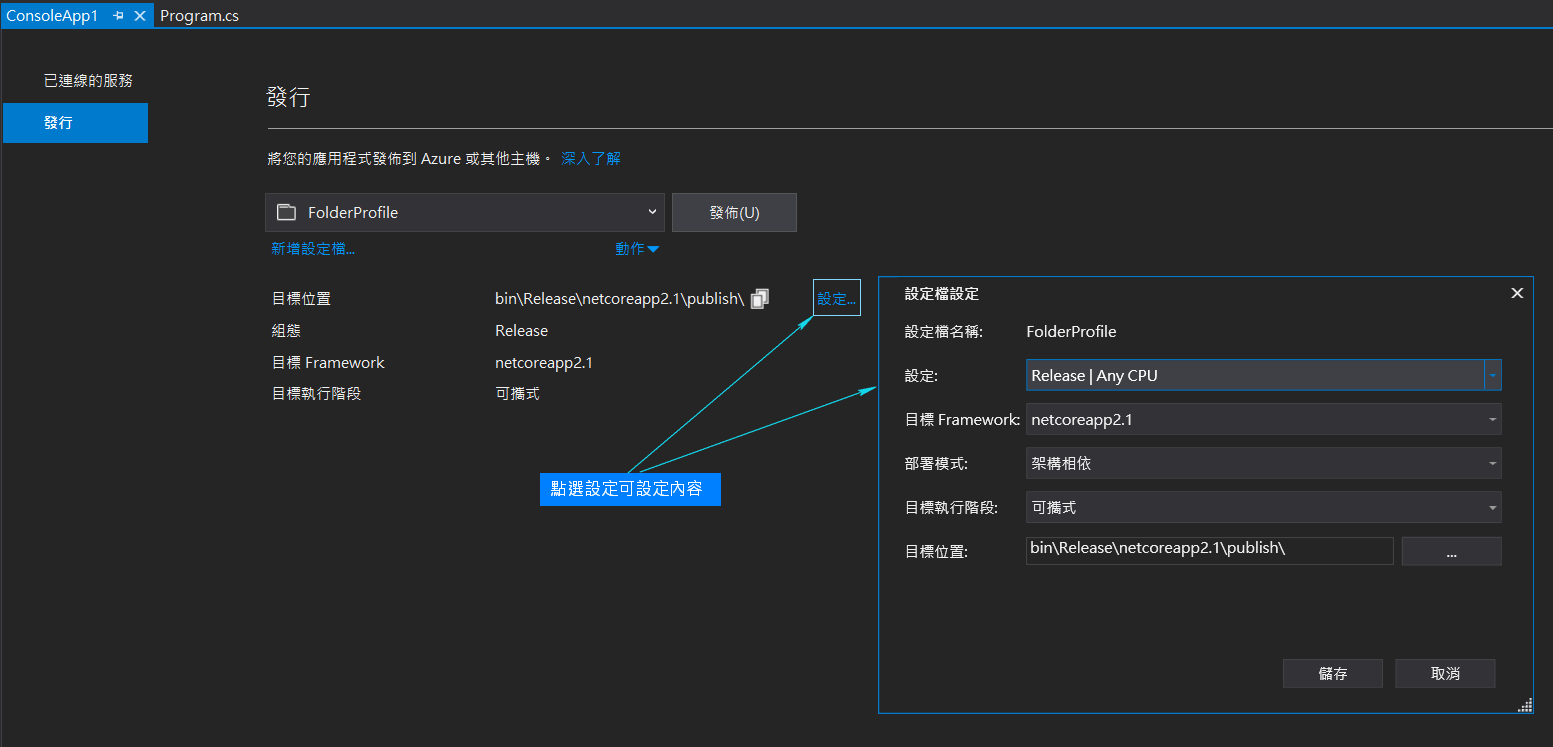 ConsoleApp1
Program.cs
已連線的服務
發行
發行
將您的應用程式發佈到 Azure 或其他主機。 深入了解
FolderProfile
發佈(U)
新增設定檔...
動作
目標位置 bin\Release\netcoreapp2.1\publish\ 設定...
組態 Release
目標 Framework netcoreapp2.1
目標執行階段 可攜式
點選設定可設定內容
設定檔設定
設定檔名稱: FolderProfile
設定: Release | Any CPU
目標 Framework: netcoreapp2.1
部署模式: 架構相依
目標執行階段: 可攜式
目標位置: bin\Release\netcoreapp2.1\publish\ ...
儲存 取消